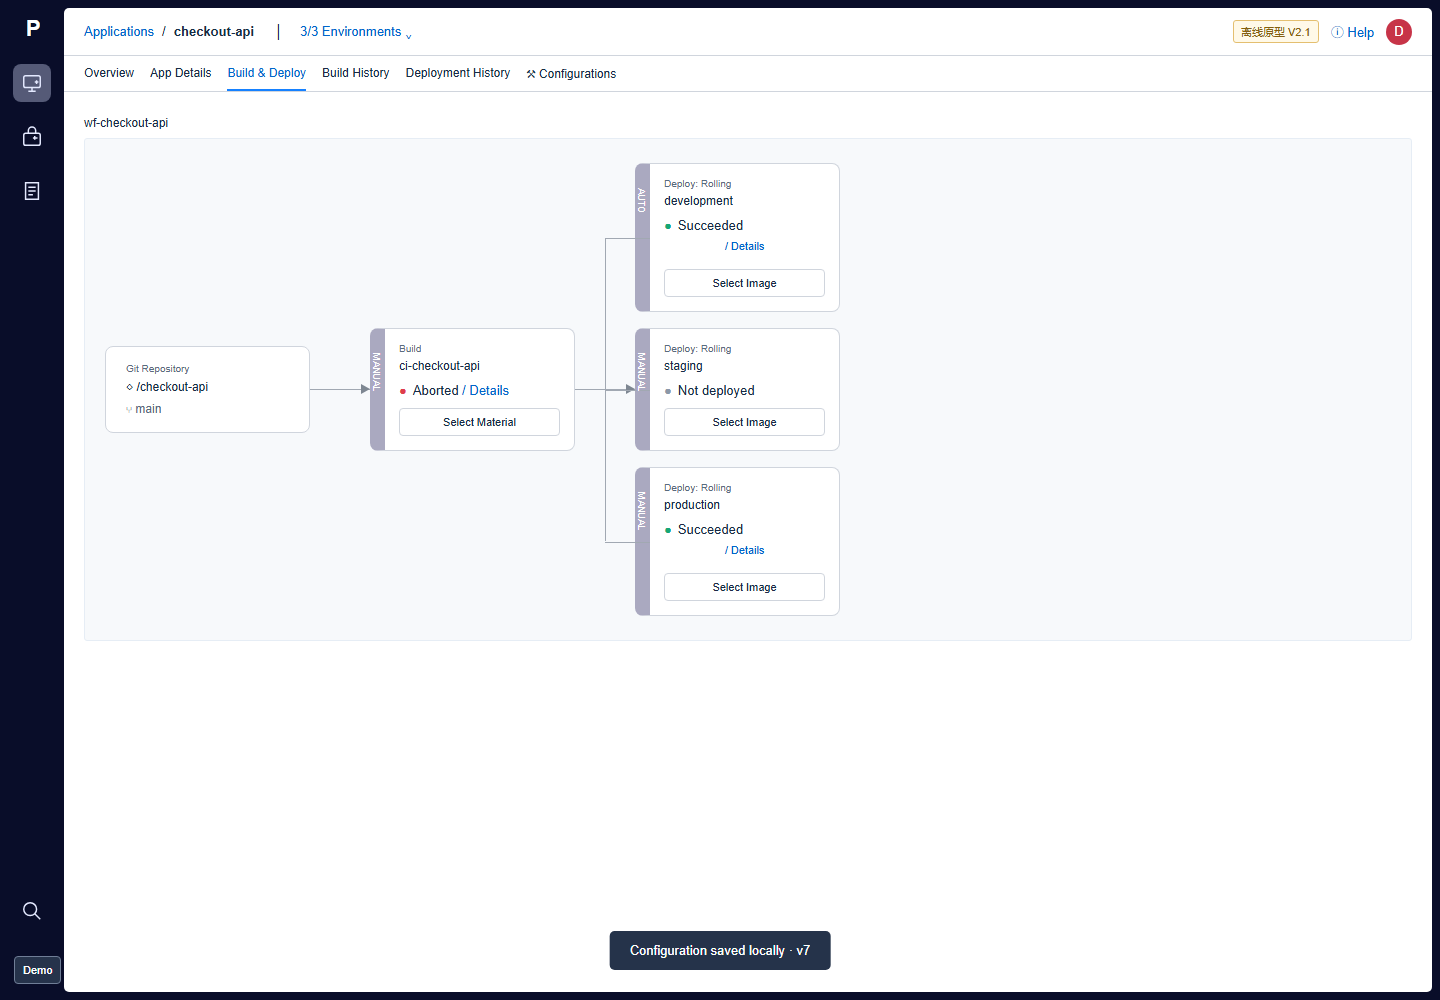 P
Applications / checkout-api
3/3 Environments
离线原型 V2.1
Help
D
Overview
App Details
Build & Deploy
Build History
Deployment History
Configurations
wf-checkout-api
Git Repository
/checkout-api
main
MANUAL
Build
ci-checkout-api
Aborted / Details
Select Material
AUTO
Deploy: Rolling
development
Succeeded
/ Details
Select Image
MANUAL
Deploy: Rolling
staging
Not deployed
Select Image
MANUAL
Deploy: Rolling
production
Succeeded
/ Details
Select Image
Configuration saved locally · v7
Demo